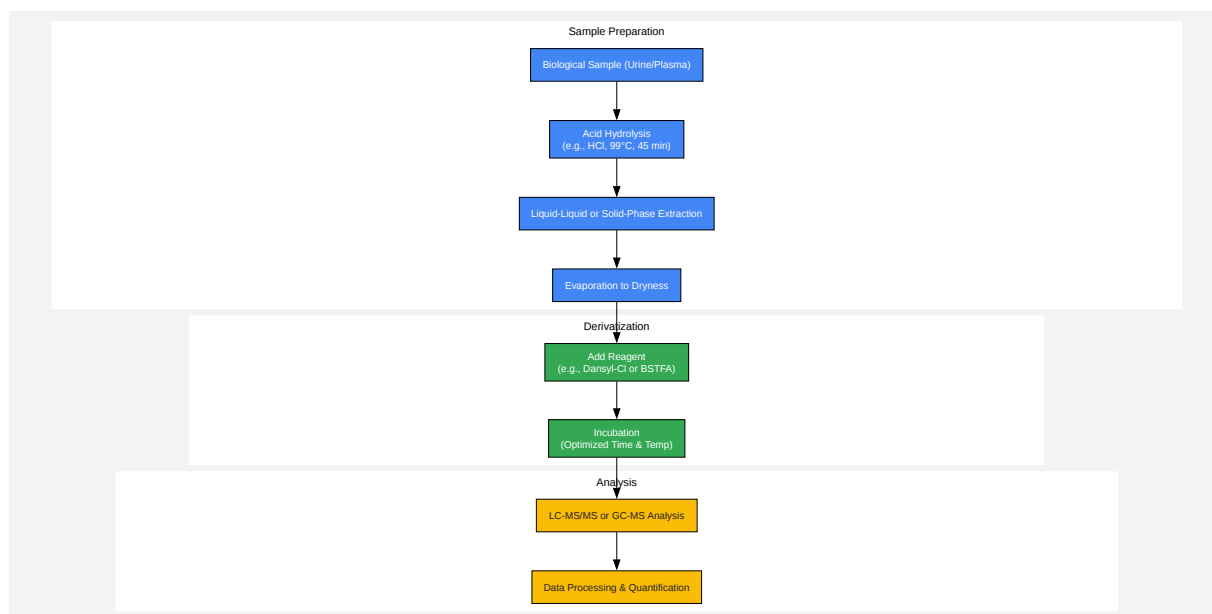 Sample Preparation
Biological Sample (Urine/Plasma)
Acid Hydrolysis
(e.g., HCl, 99°C, 45 min)
Liquid-Liquid or Solid-Phase Extraction
Evaporation to Dryness
Derivatization
Add Reagent
(e.g., Dansyl-Cl or BSTFA)
Incubation
(Optimized Time & Temp)
Analysis
LC-MS/MS or GC-MS Analysis
Data Processing & Quantification